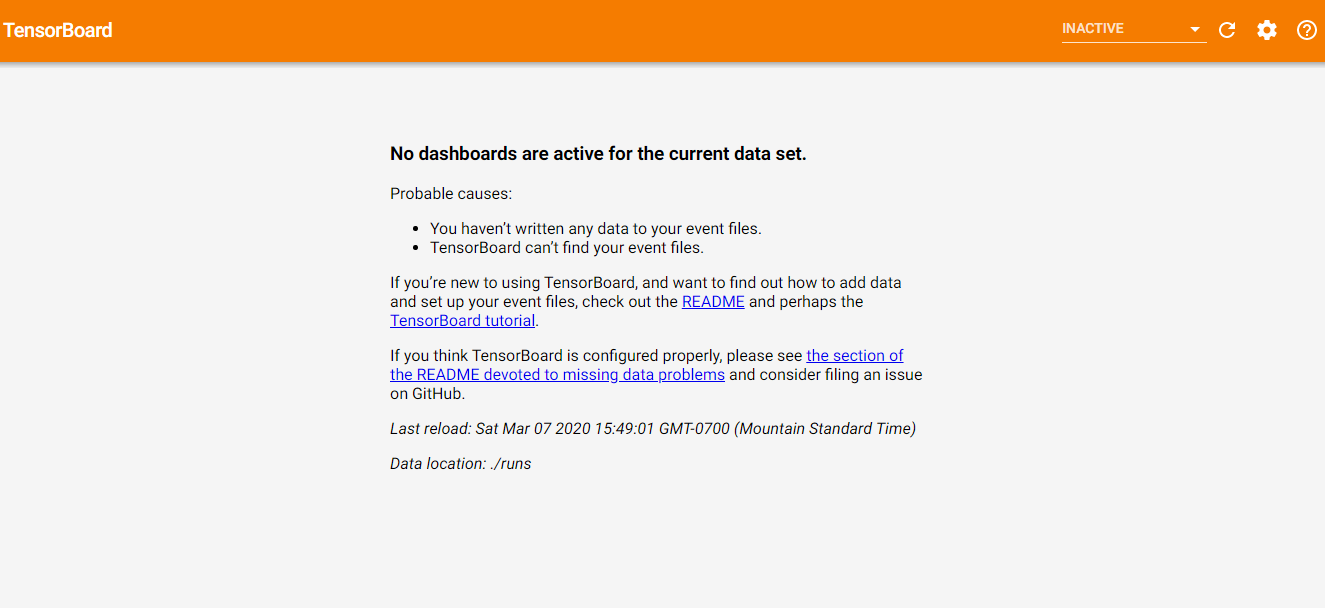 TensorBoard
INACTIVE
No dashboards are active for the current data set.
Probable causes:
• You haven’t written any data to your event files.
• TensorBoard can’t find your event files.
If you’re new to using TensorBoard, and want to find out how to add data
and set up your event files, check out the README and perhaps the
TensorBoard tutorial.
If you think TensorBoard is configured properly, please see the section of
the README devoted to missing data problems and consider filing an issue
on GitHub.
Last reload: Sat Mar 07 2020 15:49:01 GMT-0700 (Mountain Standard Time)
Data location: ./runs